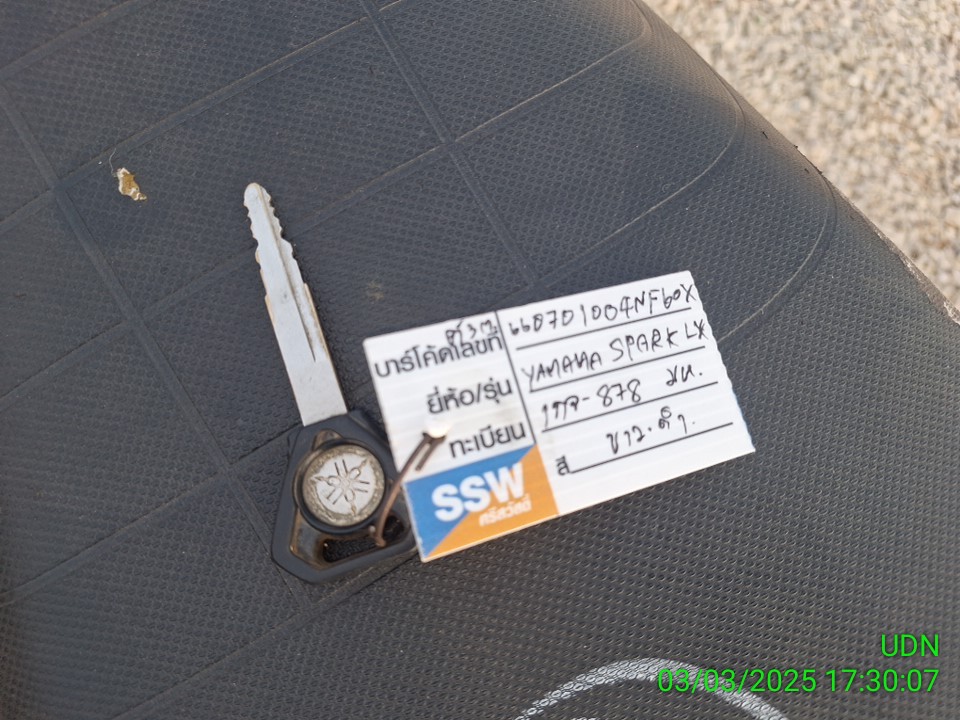 บาร์โค้ดเลขที่ 660701004NF60X
ยี่ห้อ/รุ่น YAMAHA SPARK LX
ทะเบียน -878 มห.
สี ขาว.ดำ.
SSW
ศรีสวัสดิ์
UDN
03/03/2025 17:30:07